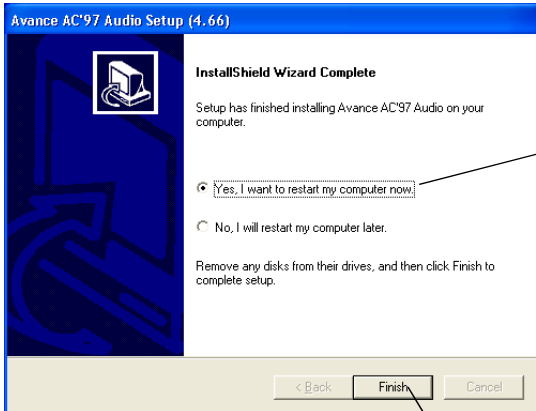 Avance AC'97 Audio Setup (4.66)
InstallShield Wizard Complete
Setup has finished installing Avance AC'97 Audio on your
computer.
Yes, I want to restart my computer now.
No, I will restart my computer later.
Remove any disks from their drives, and then click Finish to
complete setup.
< Back Finish Cancel